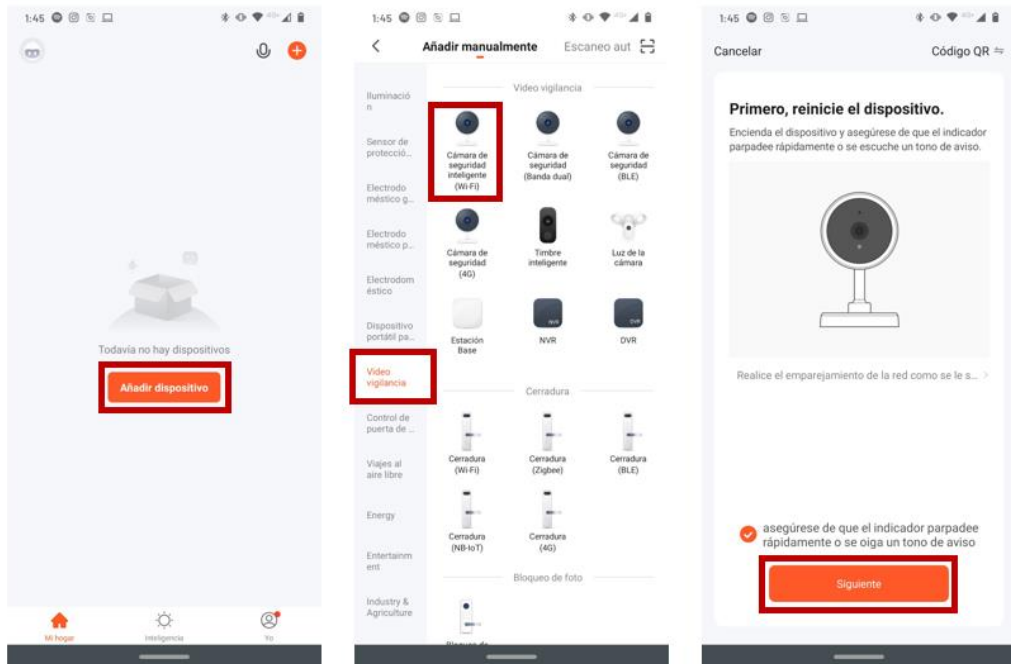 1:45
Todavía no hay dispositivos
Añadir dispositivo
Mi hogar
Inteligencia
Yo
1:45
Añadir manualmente
Escaneo aut
Iluminació
n
Sensor de
protecció...
Electrodo
méstico g...
Electrodo
méstico p...
Electrodom
éstico
Dispositivo
portátil pa...
Video
vigilancia
Control de
puerta de ...
Viajes al
aire libre
Energy
Entertainm
ent
Industry &
Agriculture
Video vigilancia
Cámara de
seguridad
inteligente
(Wi-Fi)
Cámara de
seguridad
(Banda dual)
Cámara de
seguridad
(BLE)
Cámara de
seguridad
(4G)
Timbre
inteligente
Luz de la
cámara
Estación
Base
NVR
DVR
Cerradura
Cerradura
(Wi-Fi)
Cerradura
(Zigbee)
Cerradura
(BLE)
Cerradura
(NB-IoT)
Cerradura
(4G)
Bloqueo de foto
Bloqueo de
1:45
Cancelar
Código QR
Primero, reinicie el dispositivo.
Encienda el dispositivo y asegúrese de que el indicador
parpadee rápidamente o se escuche un tono de aviso.
Realice el emparejamiento de la red como se le s...
asegúrese de que el indicador parpadee
rápidamente o se oiga un tono de aviso
Siguiente